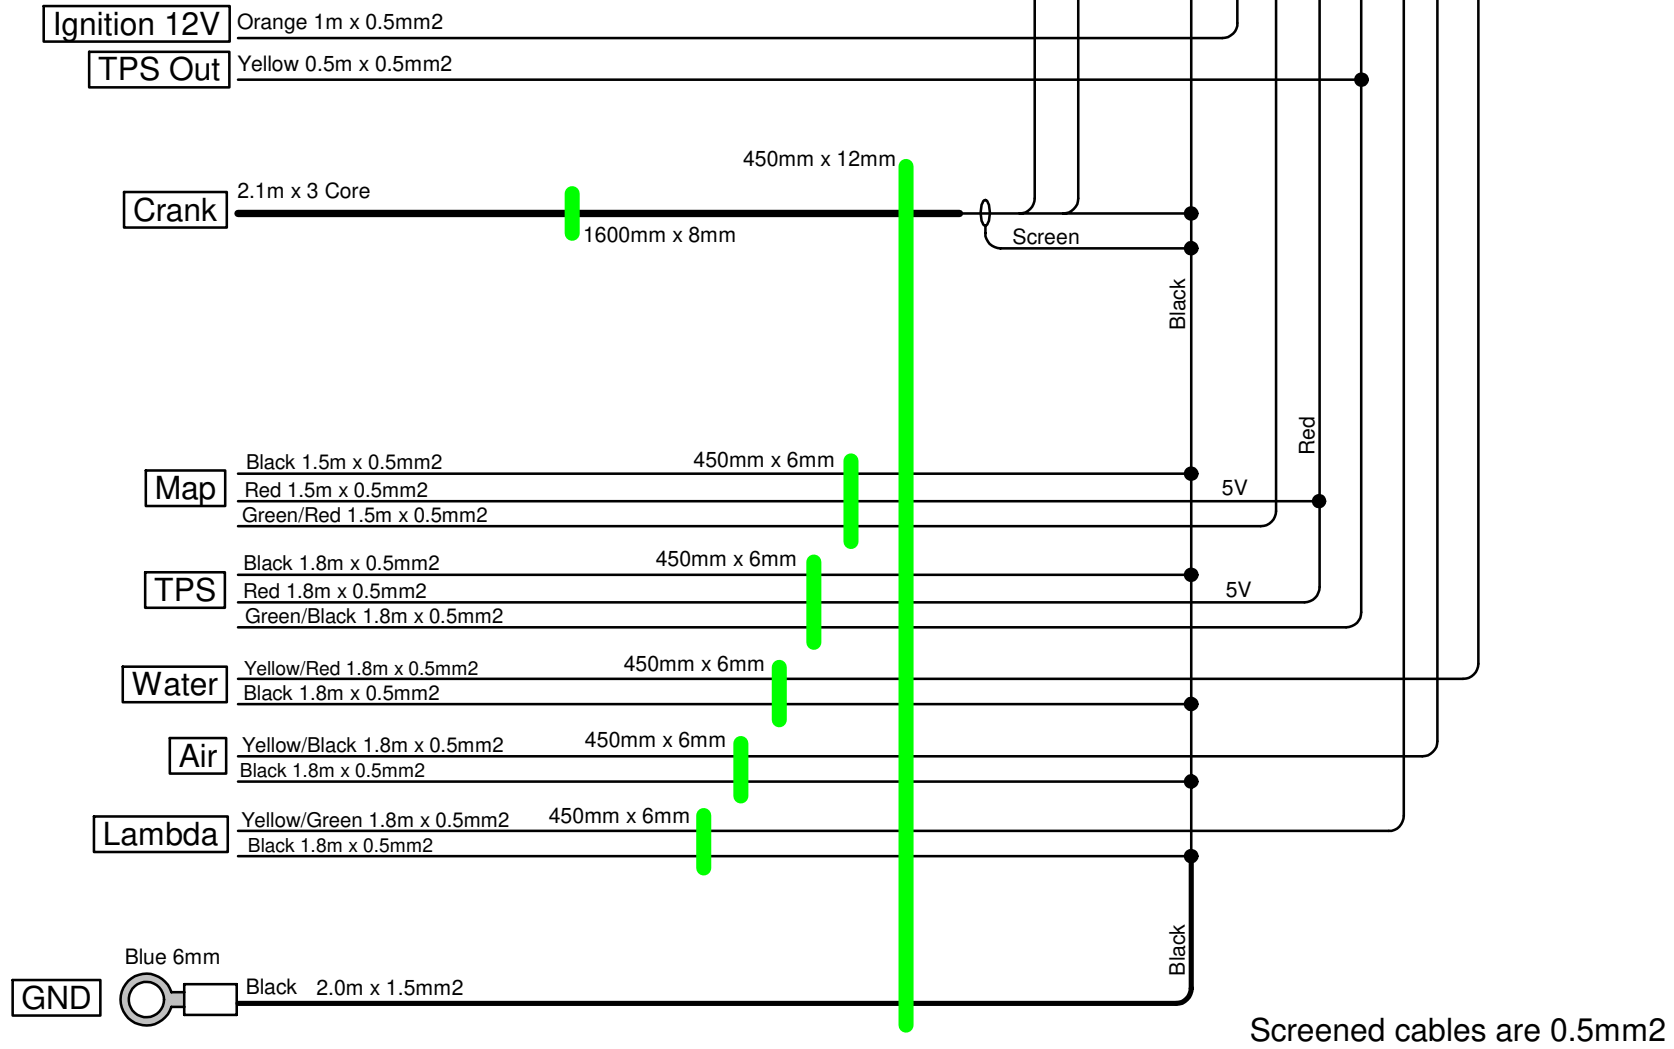 Ignition 12V
Orange 1m x 0.5mm2
TPS Out
Yellow 0.5m x 0.5mm2
450mm x 12mm
Crank
2.1m x 3 Core
1600mm x 8mm
Screen
Black
Red
Map
Black 1.5m x 0.5mm2
450mm x 6mm
Red 1.5m x 0.5mm2
5V
Green/Red 1.5m x 0.5mm2
TPS
Black 1.8m x 0.5mm2
450mm x 6mm
Red 1.8m x 0.5mm2
5V
Green/Black 1.8m x 0.5mm2
Water
Yellow/Red 1.8m x 0.5mm2
450mm x 6mm
Black 1.8m x 0.5mm2
Air
Yellow/Black 1.8m x 0.5mm2
450mm x 6mm
Black 1.8m x 0.5mm2
Lambda
Yellow/Green 1.8m x 0.5mm2
450mm x 6mm
Black 1.8m x 0.5mm2
Black
Blue 6mm
GND
Black 2.0m x 1.5mm2
Screened cables are 0.5mm2